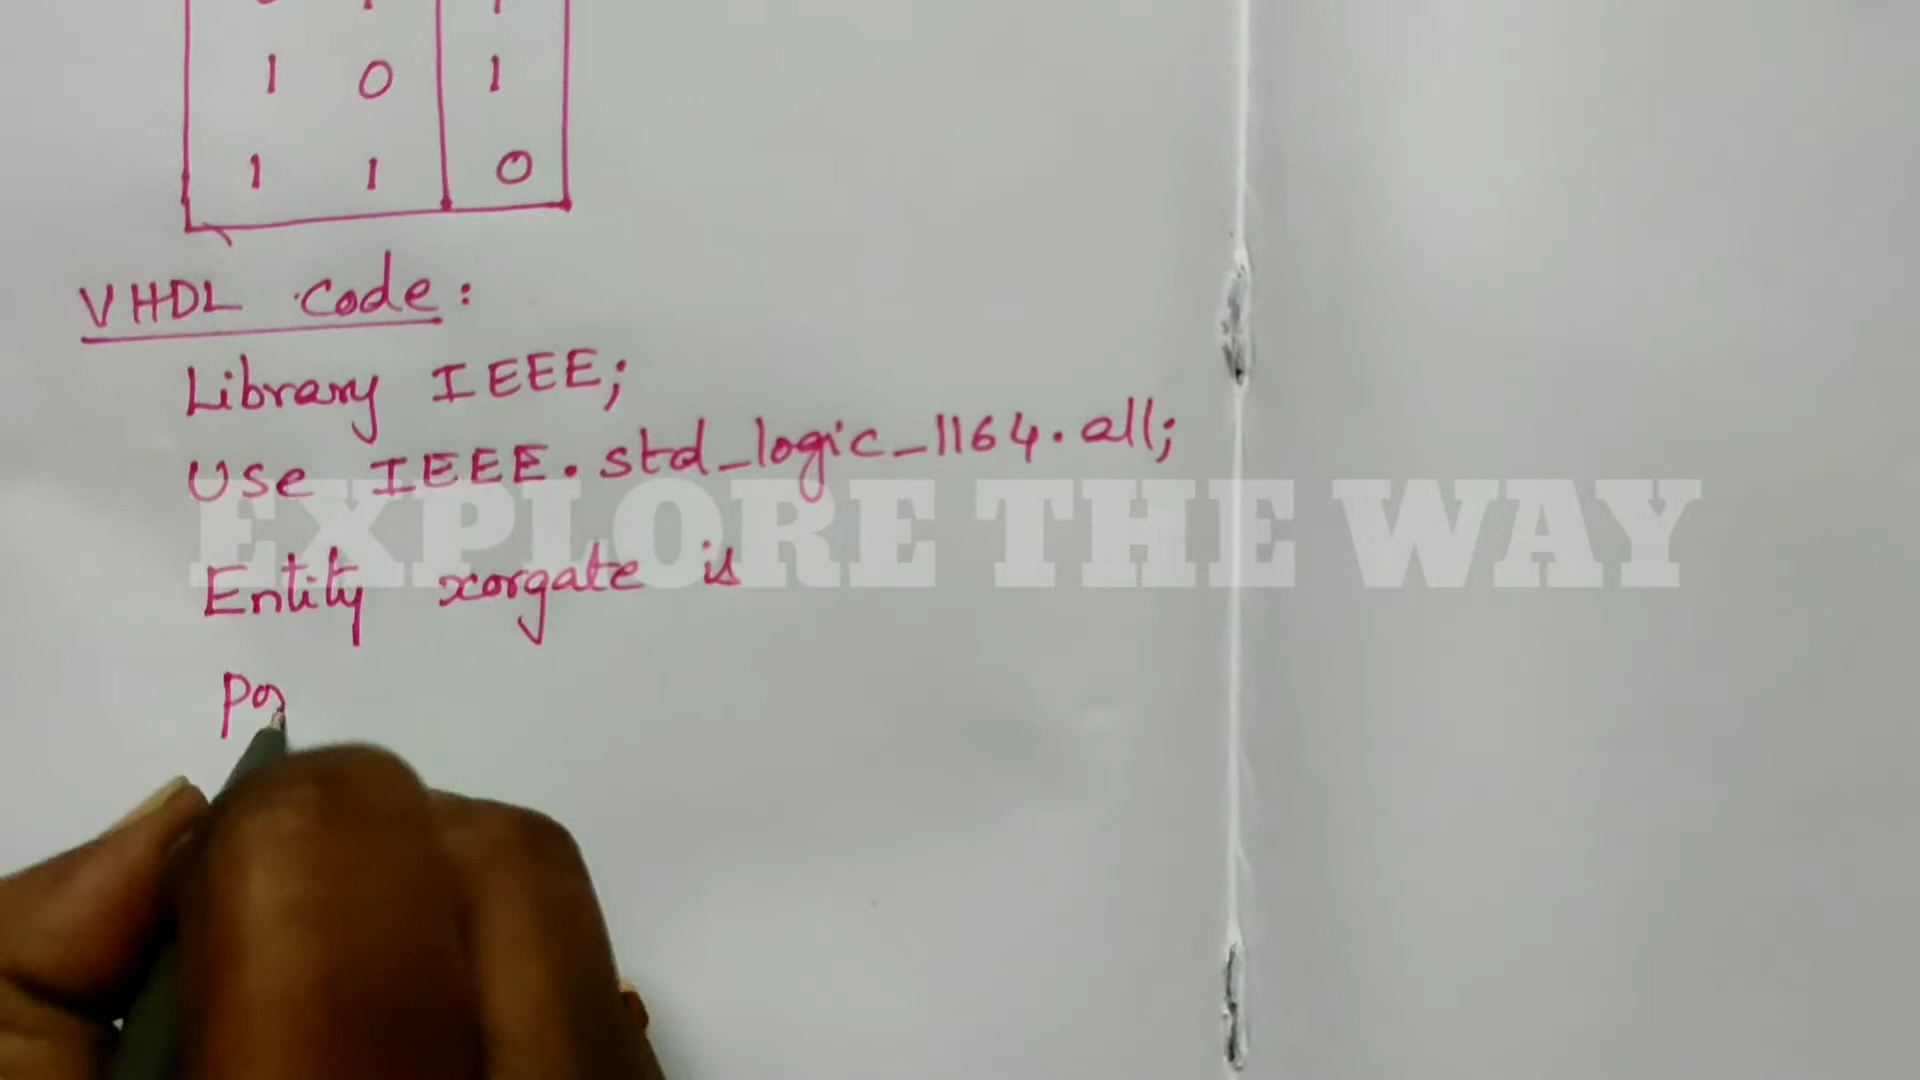 1 0 1
1 1 0
VHDL Code:
Library IEEE;
Use IEEE.std_logic_1164.all;
EXPLORE THE WAY
Entity xorgate is
Po